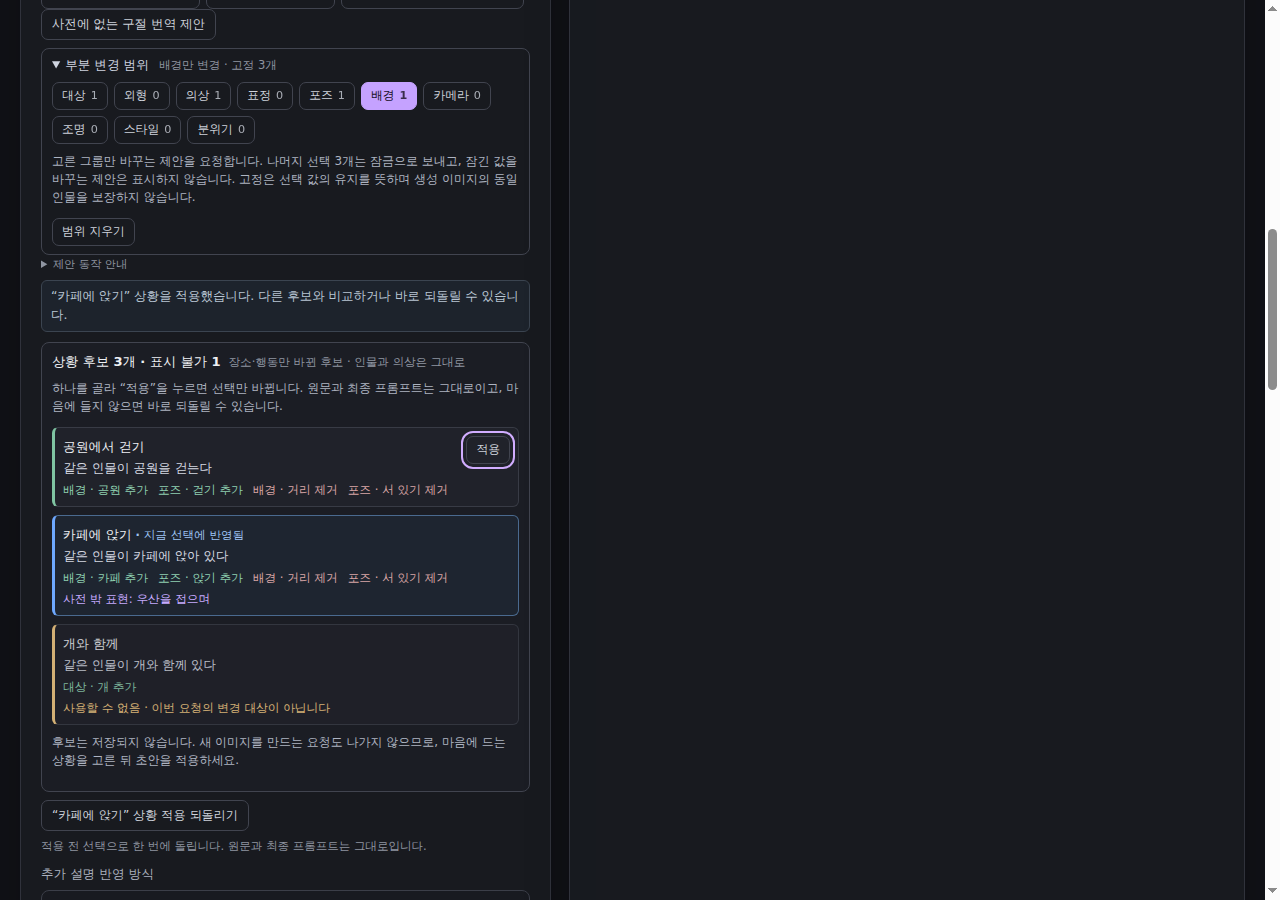 사전에 없는 구절 번역 제안
▼ 부분 변경 범위 배경만 변경 · 고정 3개
대상 1 외형 0 의상 1 표정 0 포즈 1 배경 1 카메라 0
조명 0 스타일 0 분위기 0
고른 그룹만 바꾸는 제안을 요청합니다. 나머지 선택 3개는 잠금으로 보내고, 잠긴 값을
바꾸는 제안은 표시하지 않습니다. 고정은 선택 값의 유지를 뜻하며 생성 이미지의 동일
인물을 보장하지 않습니다.
범위 지우기
▶ 제안 동작 안내
“카페에 앉기” 상황을 적용했습니다. 다른 후보와 비교하거나 바로 되돌릴 수 있습니
다.
상황 후보 3개 · 표시 불가 1 장소·행동만 바뀐 후보 · 인물과 의상은 그대로
하나를 골라 “적용”을 누르면 선택만 바뀝니다. 원문과 최종 프롬프트는 그대로이고, 마
음에 들지 않으면 바로 되돌릴 수 있습니다.
공원에서 걷기
적용
같은 인물이 공원을 걷는다
배경 · 공원 추가 포즈 · 걷기 추가 배경 · 거리 제거 포즈 · 서 있기 제거
카페에 앉기 · 지금 선택에 반영됨
같은 인물이 카페에 앉아 있다
배경 · 카페 추가 포즈 · 앉기 추가 배경 · 거리 제거 포즈 · 서 있기 제거
사전 밖 표현: 우산을 접으며
개와 함께
같은 인물이 개와 함께 있다
대상 · 개 추가
사용할 수 없음 · 이번 요청의 변경 대상이 아닙니다
후보는 저장되지 않습니다. 새 이미지를 만드는 요청도 나가지 않으므로, 마음에 드는
상황을 고른 뒤 초안을 적용하세요.
“카페에 앉기” 상황 적용 되돌리기
적용 전 선택으로 한 번에 돌립니다. 원문과 최종 프롬프트는 그대로입니다.
추가 설명 반영 방식